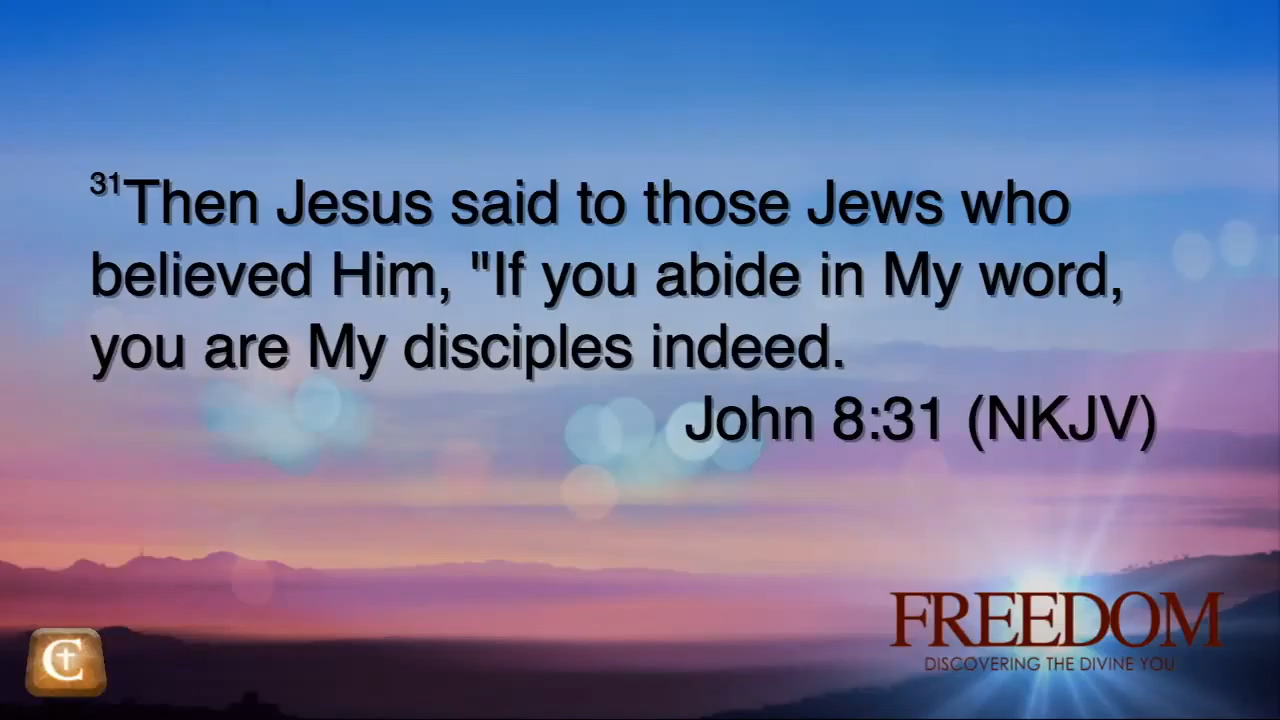 31Then Jesus said to those Jews who
believed Him, "If you abide in My word,
you are My disciples indeed.
John 8:31 (NKJV)
FREEDOM
DISCOVERING THE DIVINE YOU
C